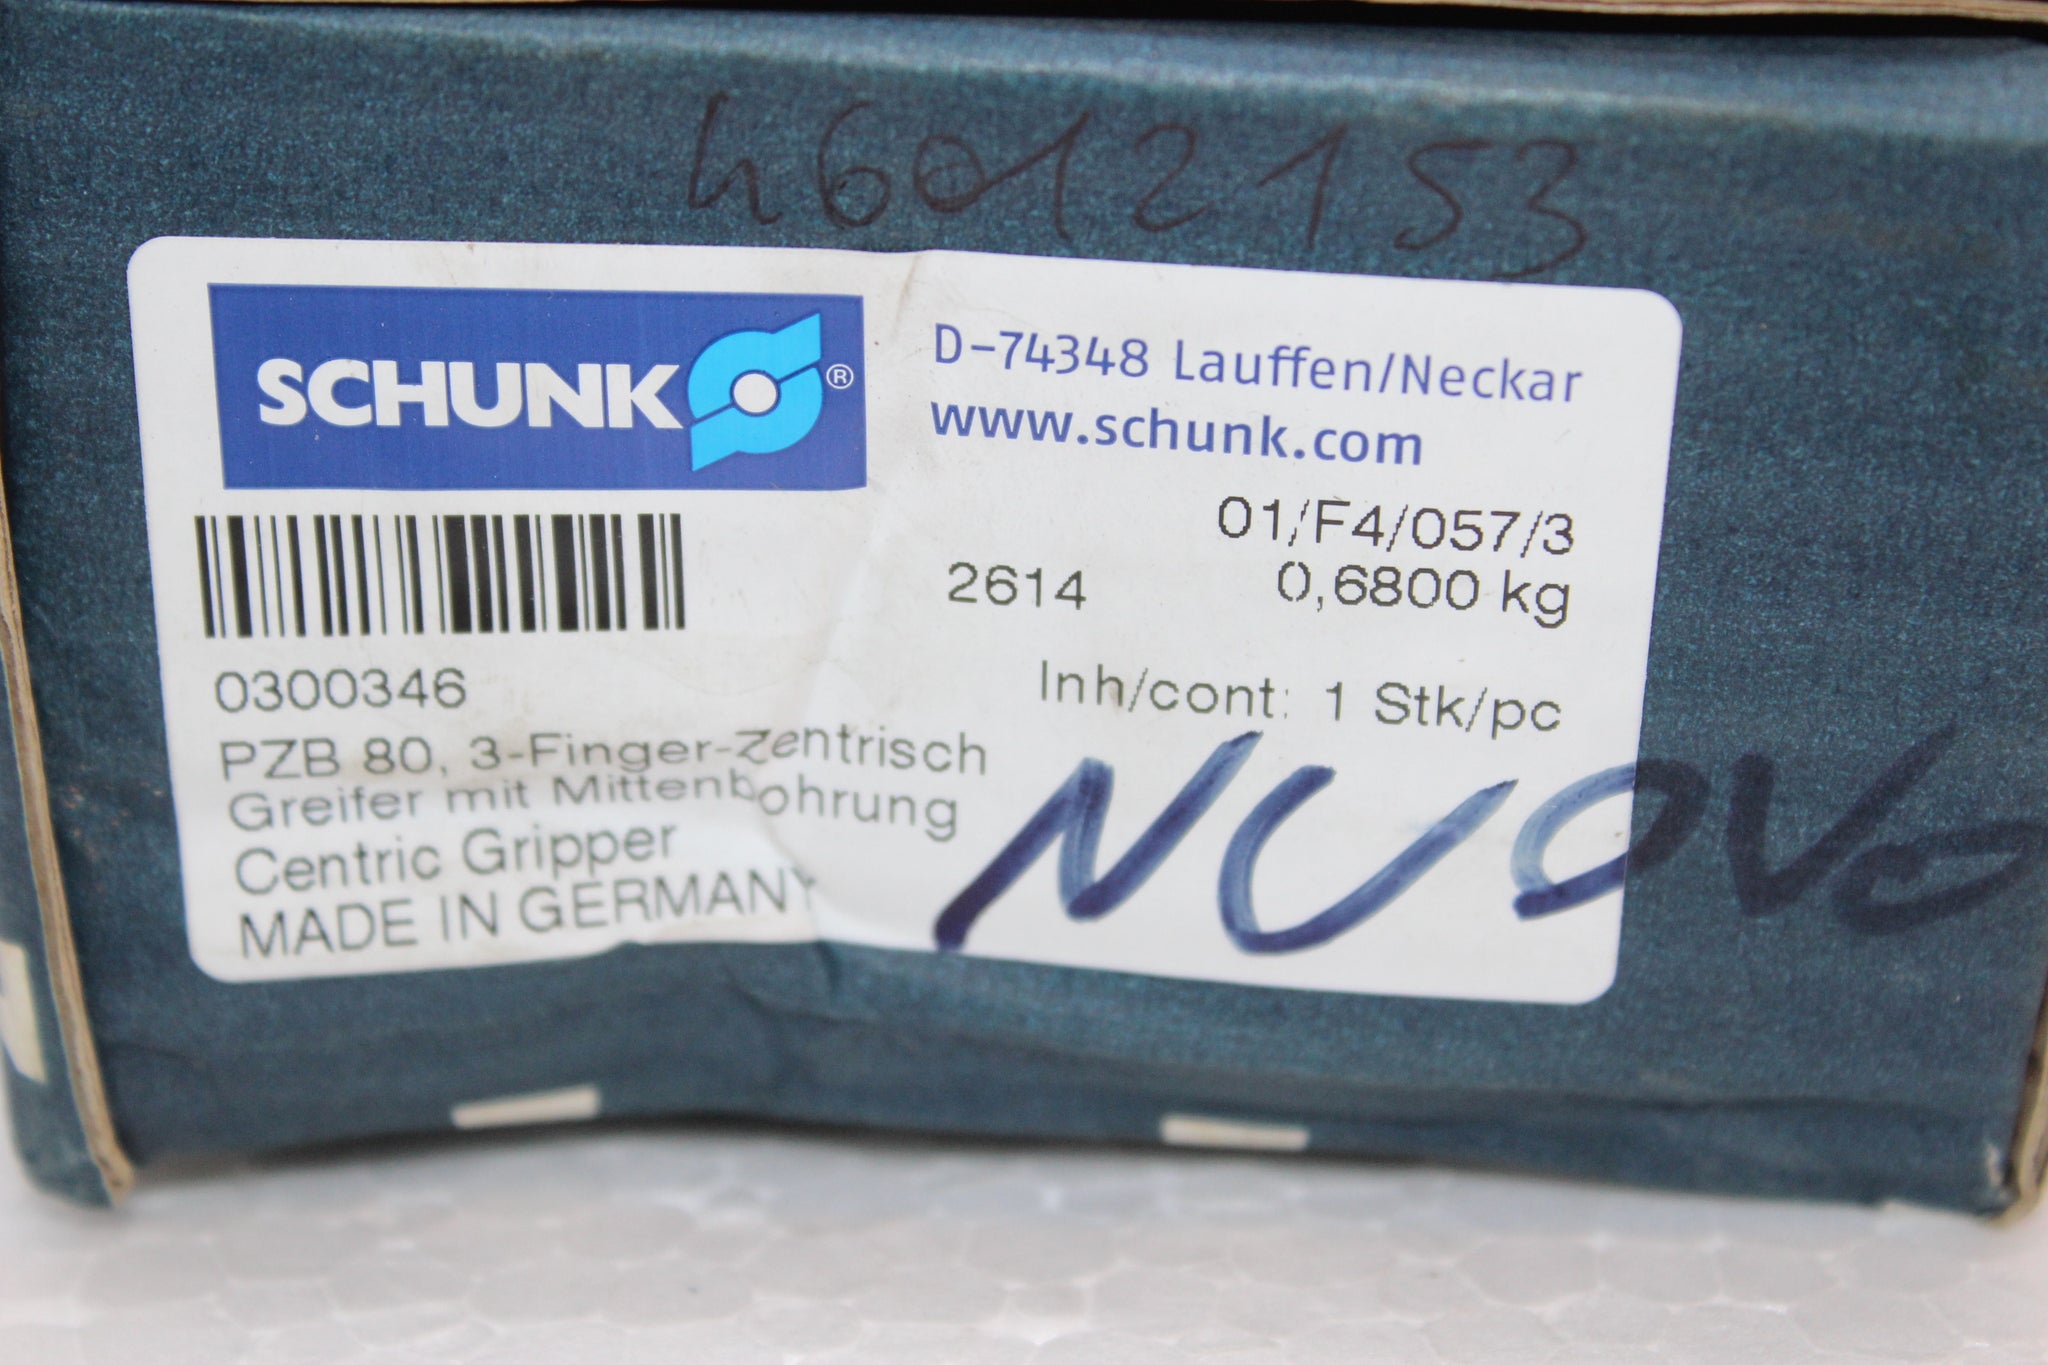 46012153
SCHUNK ®
D-74348 Lauffen/Neckar
www.schunk.com
01/F4/057/3
2614 0,6800 kg
Inh/cont: 1 Stk/pc
0300346
PZB 80, 3-Finger-Zentrisch
Greifer mit Mittenbohrung
Centric Gripper
MADE IN GERMANY
NUOVO